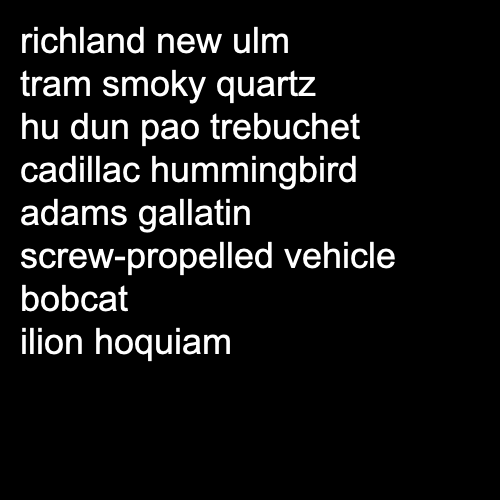 richland new ulm
tram smoky quartz
hu dun pao trebuchet
cadillac hummingbird
adams gallatin
screw-propelled vehicle
bobcat
ilion hoquiam